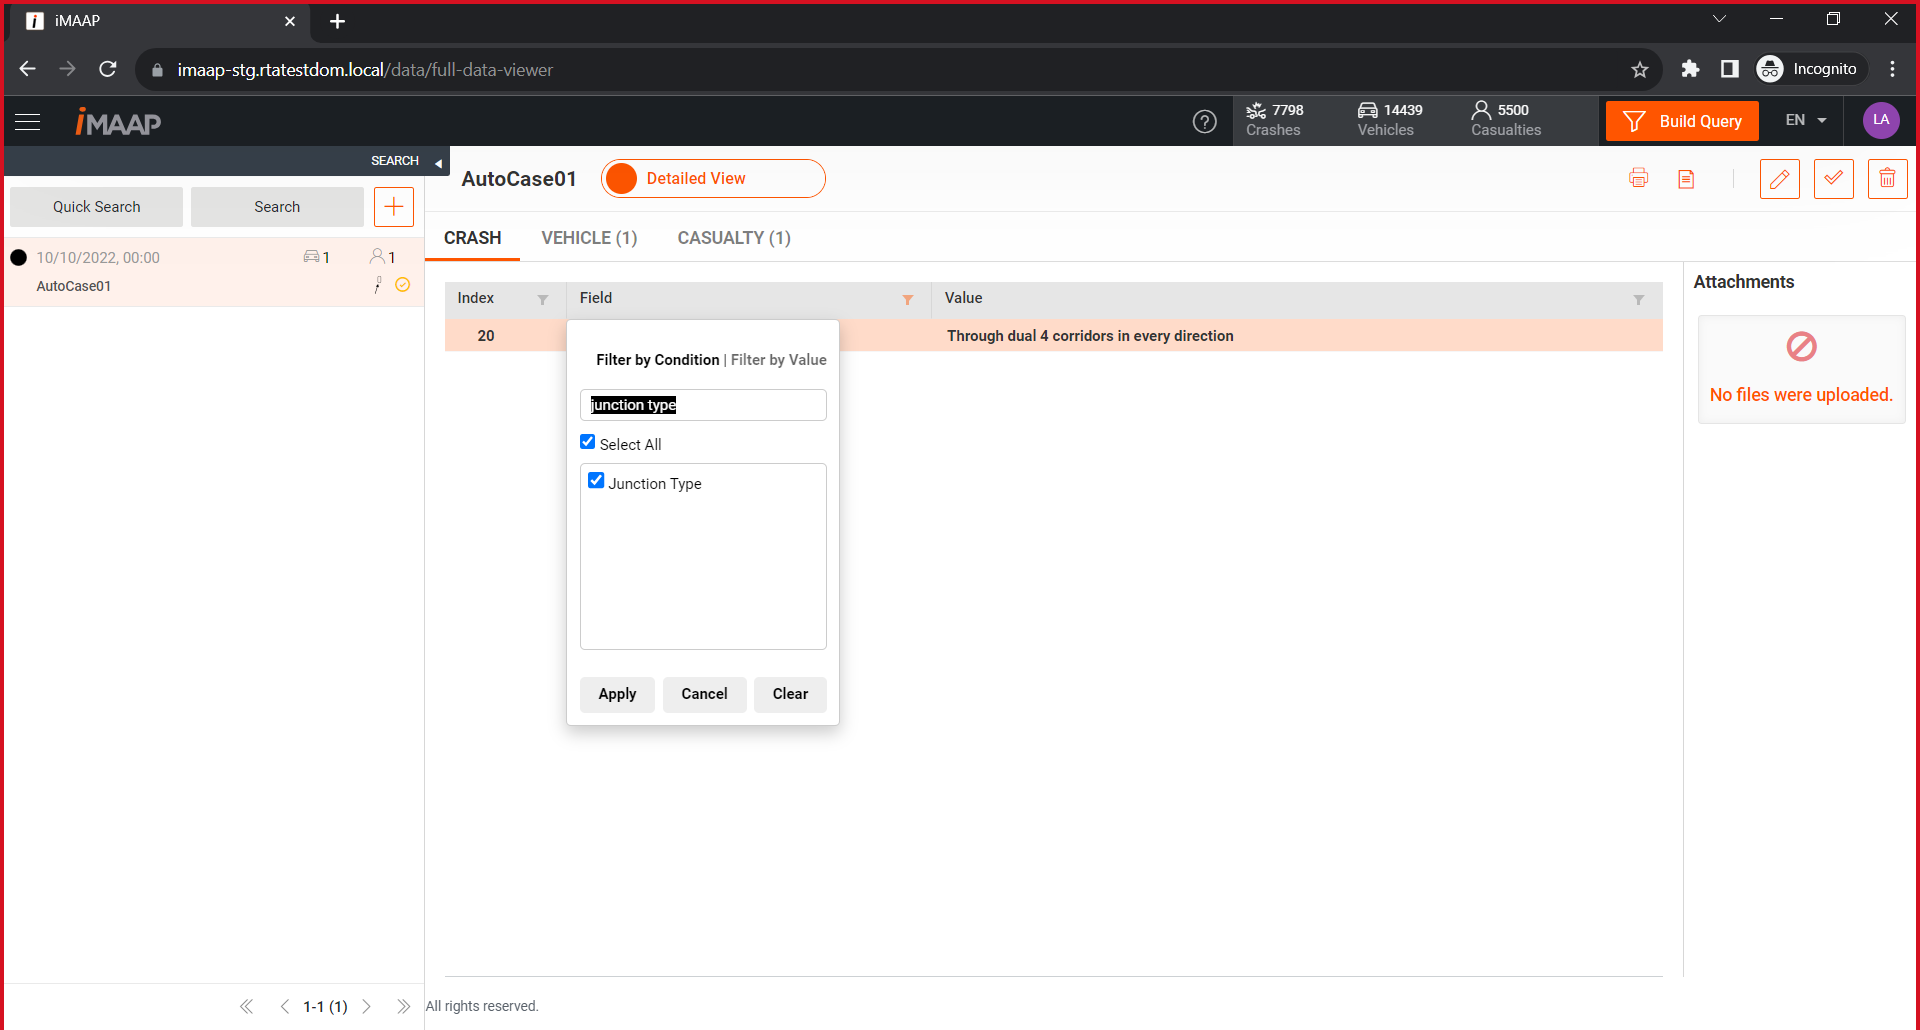 iMAAP
imaap-stg.rtatestdom.local/data/full-data-viewer
Incognito
iMAAP
7798
Crashes
14439
Vehicles
5500
Casualties
Build Query
EN
LA
SEARCH
AutoCase01
Detailed View
Quick Search
Search
CRASH
VEHICLE (1)
CASUALTY (1)
10/10/2022, 00:00
1
1
AutoCase01
Index
Field
Value
Attachments
20
Through dual 4 corridors in every direction
Filter by Condition | Filter by Value
No files were uploaded.
junction type
Select All
Junction Type
Apply
Cancel
Clear
1-1 (1)
All rights reserved.